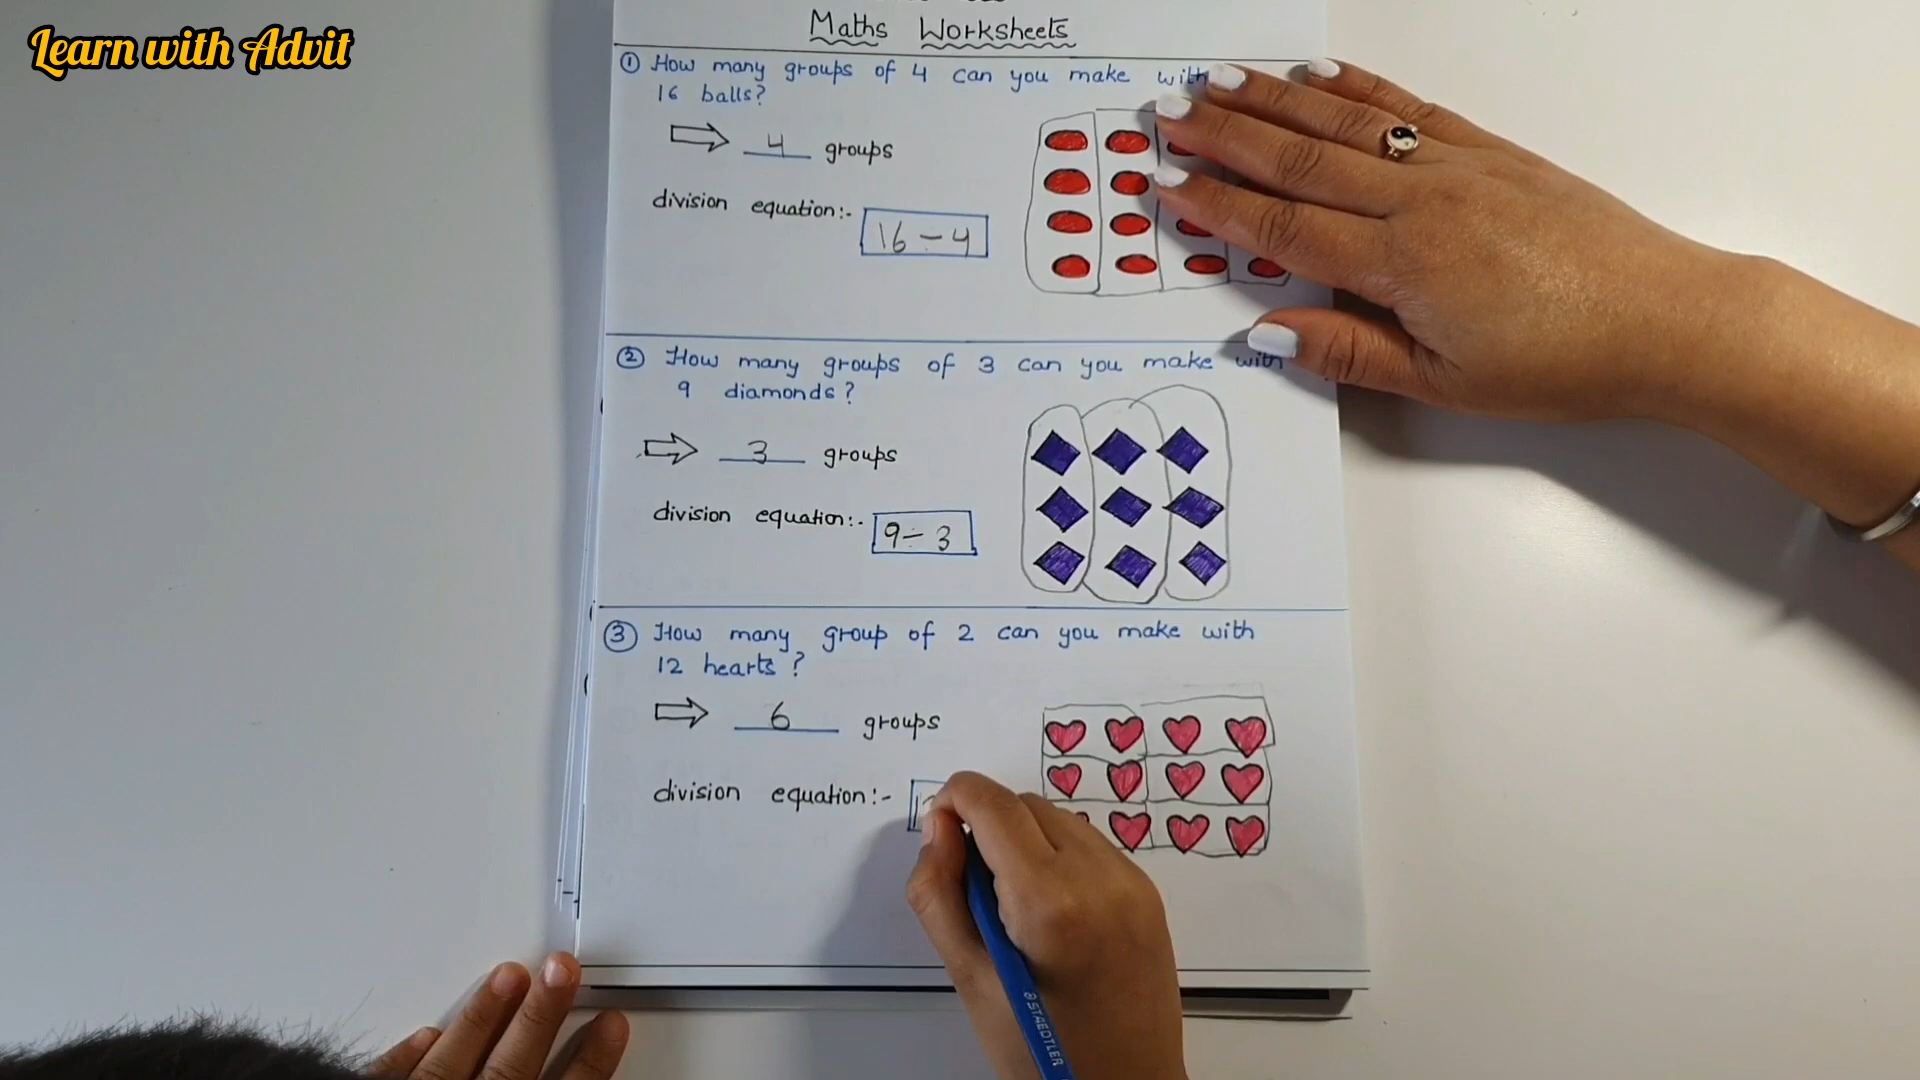 Learn with Advit
Maths Worksheets
① How many groups of 4 can you make with
16 balls?
4 groups
division equation:-
16 ÷ 4
② How many groups of 3 can you make with
9 diamonds?
3 groups
division equation:-
9 ÷ 3
③ How many group of 2 can you make with
12 hearts?
6 groups
division equation:-
STAEDTLER